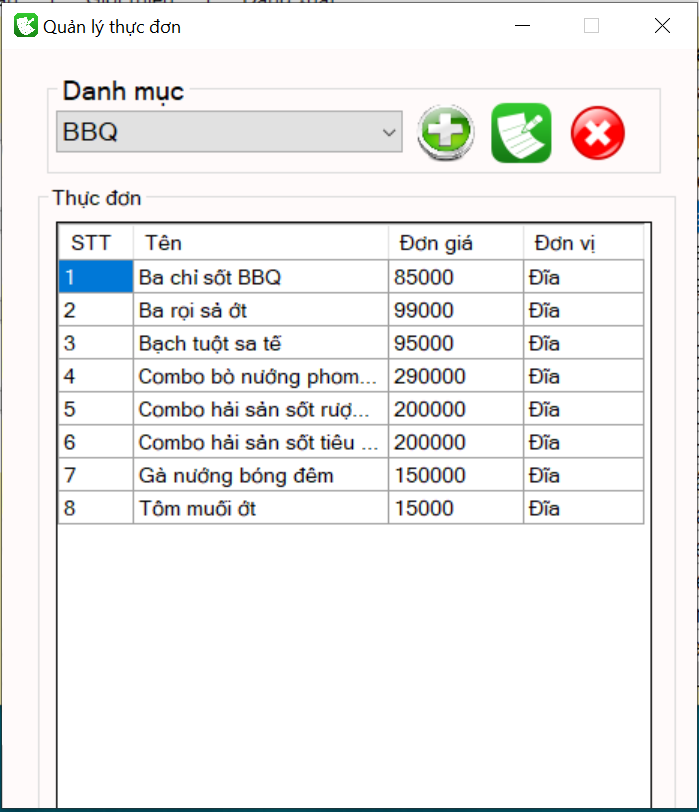 Quản lý thực đơn
Danh mục
BBQ
Thực đơn
STT Tên Đơn giá Đơn vị
1 Ba chỉ sốt BBQ 85000 Đĩa
2 Ba rọi sả ớt 99000 Đĩa
3 Bạch tuột sa tế 95000 Đĩa
4 Combo bò nướng phom... 290000 Đĩa
5 Combo hải sản sốt rượ... 200000 Đĩa
6 Combo hải sản sốt tiêu ... 200000 Đĩa
7 Gà nướng bóng đêm 150000 Đĩa
8 Tôm muối ớt 15000 Đĩa